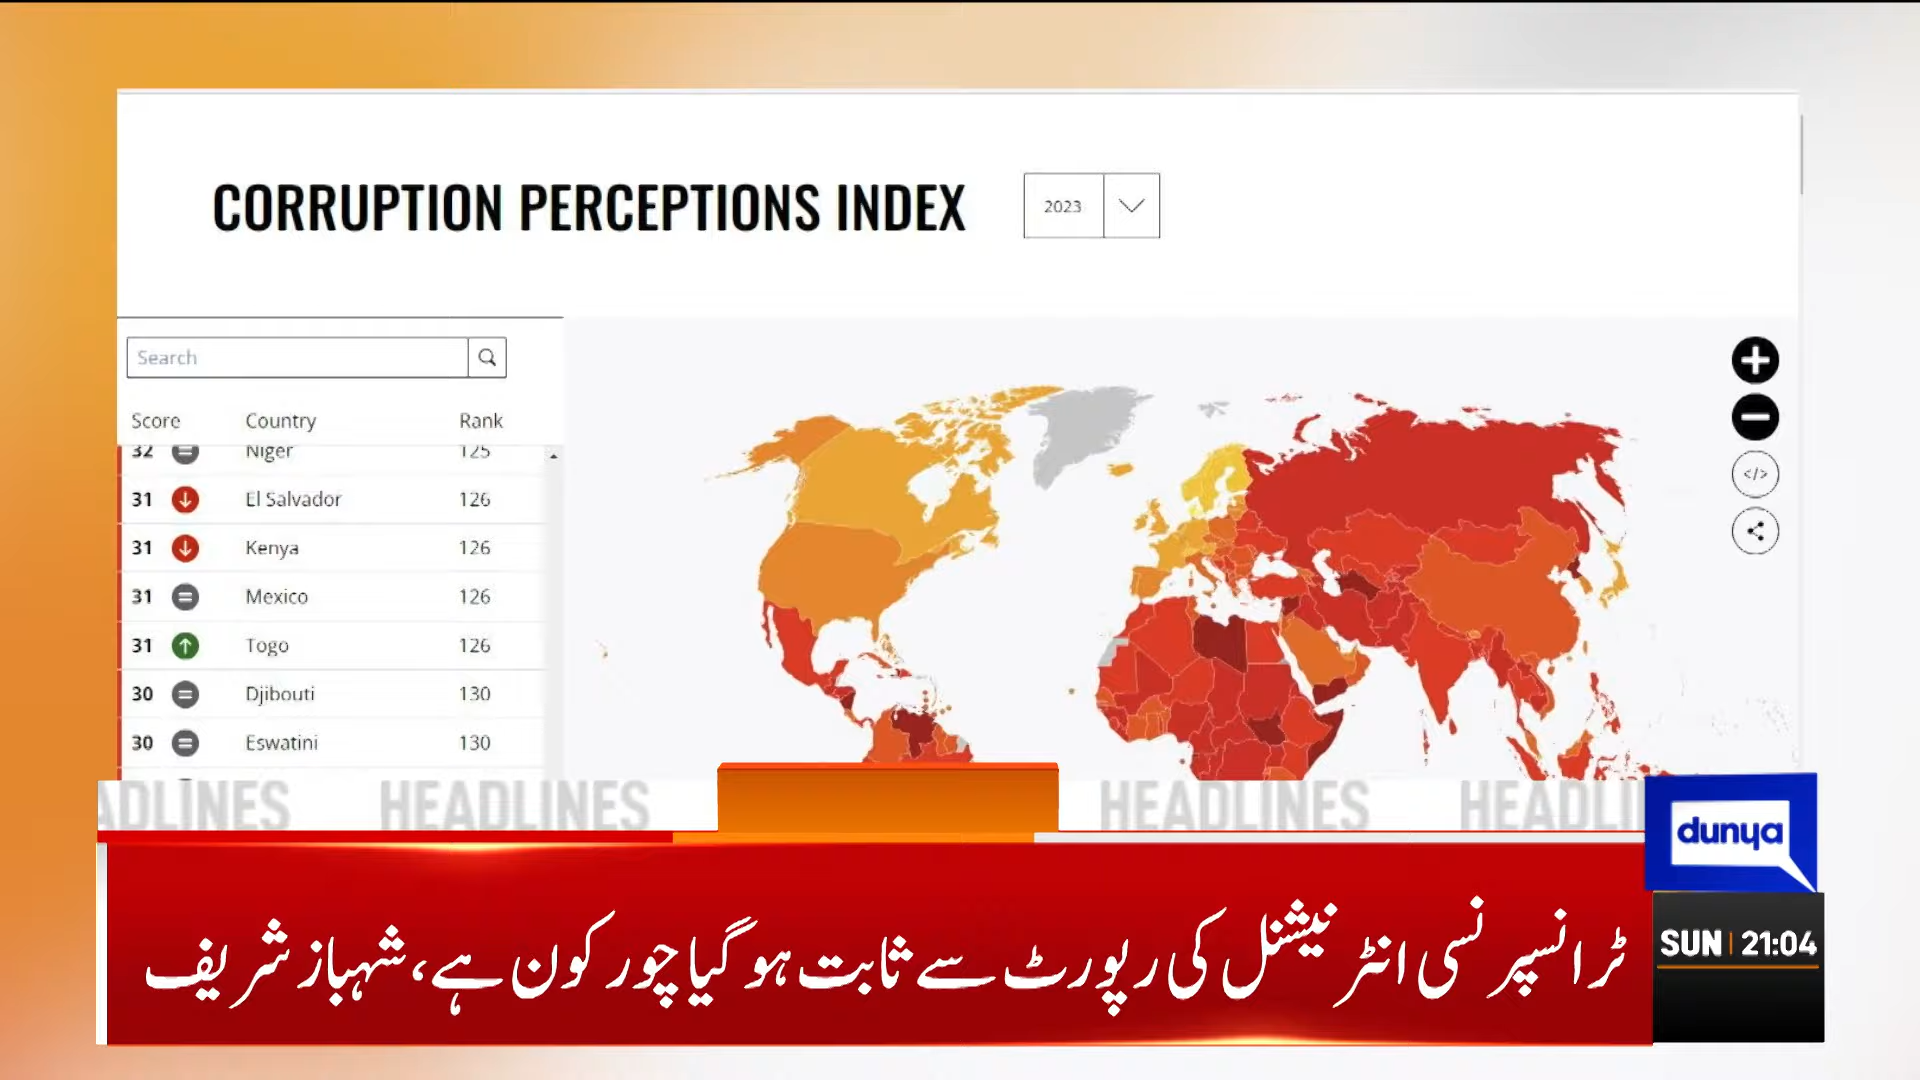 CORRUPTION PERCEPTIONS INDEX
2023
Search
Score Country Rank
32 Niger 125
31 El Salvador 126
31 Kenya 126
31 Mexico 126
31 Togo 126
30 Djibouti 130
30 Eswatini 130
</>
ADLINES HEADLINES HEADLINES HEADLI
dunya
ٹرانسپرنسی انٹرنیشنل کی رپورٹ سے ثابت ہو گیا چور کون ہے، شہباز شریف
SUN 21:04